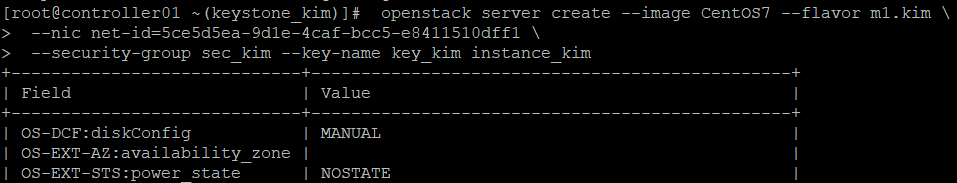 [root@controller01 ~(keystone_kim)]#  openstack server create --image CentOS7 --flavor m1.kim \
>  --nic net-id=5ce5d5ea-9d1e-4caf-bcc5-e8411510dff1 \
>  --security-group sec_kim --key-name key_kim instance_kim
+-----------------------------+------------------------------------------------+
| Field                       | Value                                          |
+-----------------------------+------------------------------------------------+
| OS-DCF:diskConfig           | MANUAL                                         |
| OS-EXT-AZ:availability_zone |                                                |
| OS-EXT-STS:power_state      | NOSTATE                                        |